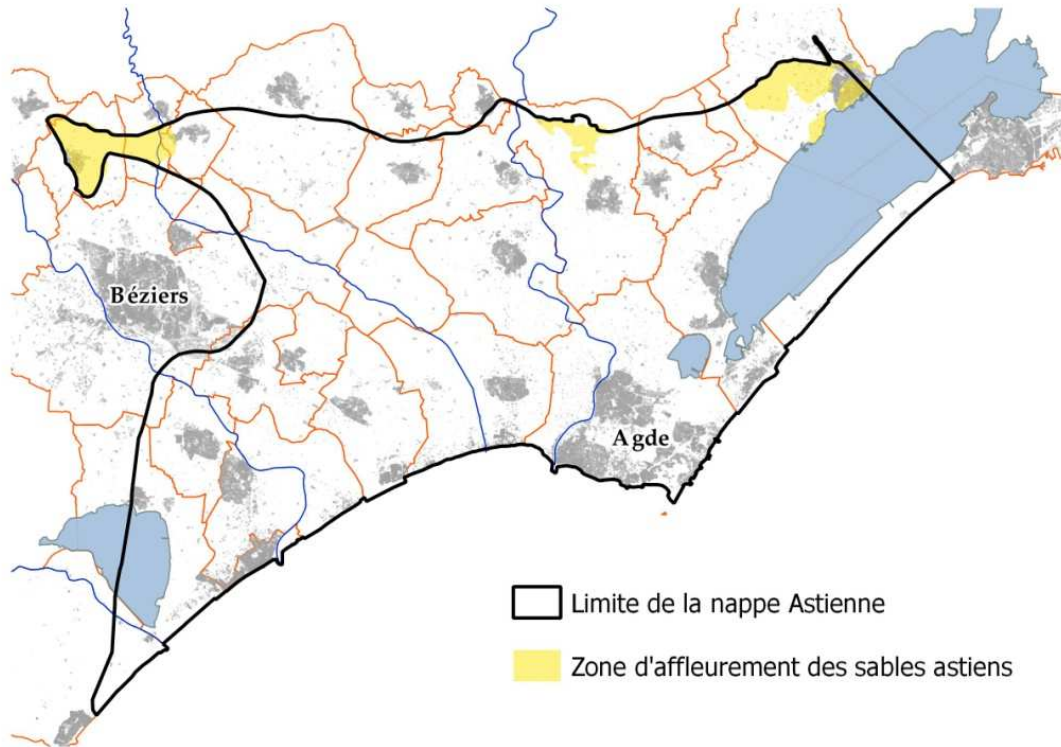 Béziers
Agde
Limite de la nappe Astienne
Zone d'affleurement des sables astiens